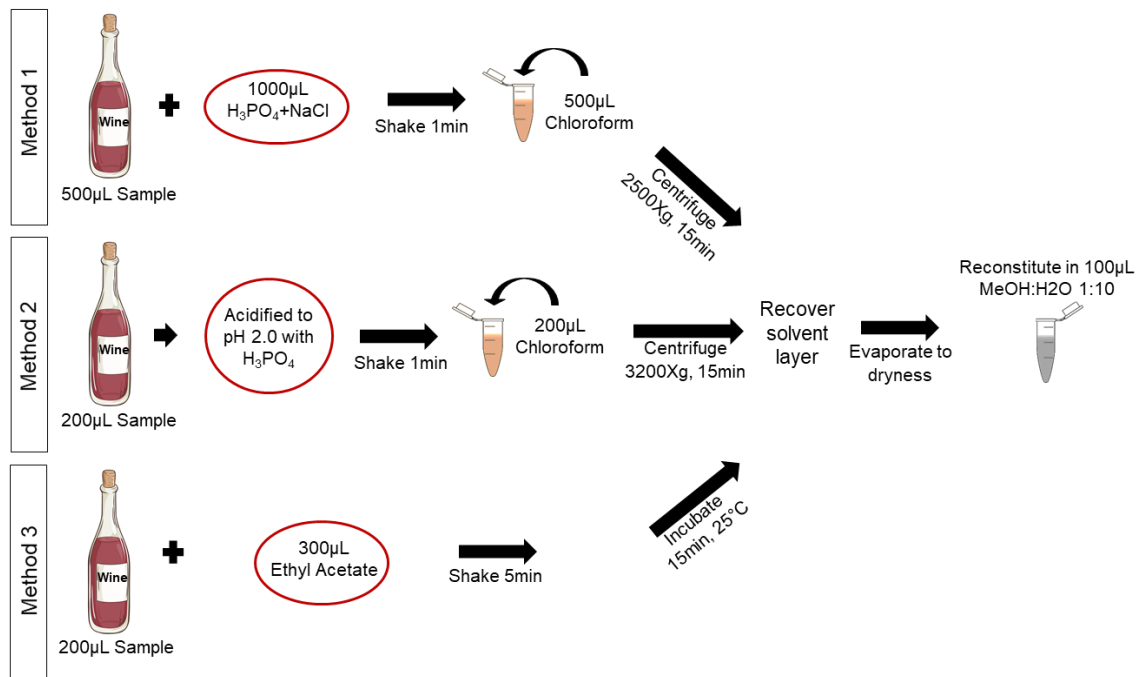 Method 1
Wine
500µL Sample
1000µL
H₃PO₄+NaCl
Shake 1min
500µL
Chloroform
Centrifuge
2500Xg, 15min
Method 2
Wine
200µL Sample
Acidified to
pH 2.0 with
H₃PO₄
Shake 1min
200µL
Chloroform
Centrifuge
3200Xg, 15min
Recover
solvent
layer
Evaporate to
dryness
Reconstitute in 100µL
MeOH:H2O 1:10
Method 3
Wine
200µL Sample
300µL
Ethyl Acetate
Shake 5min
Incubate
15min, 25°C